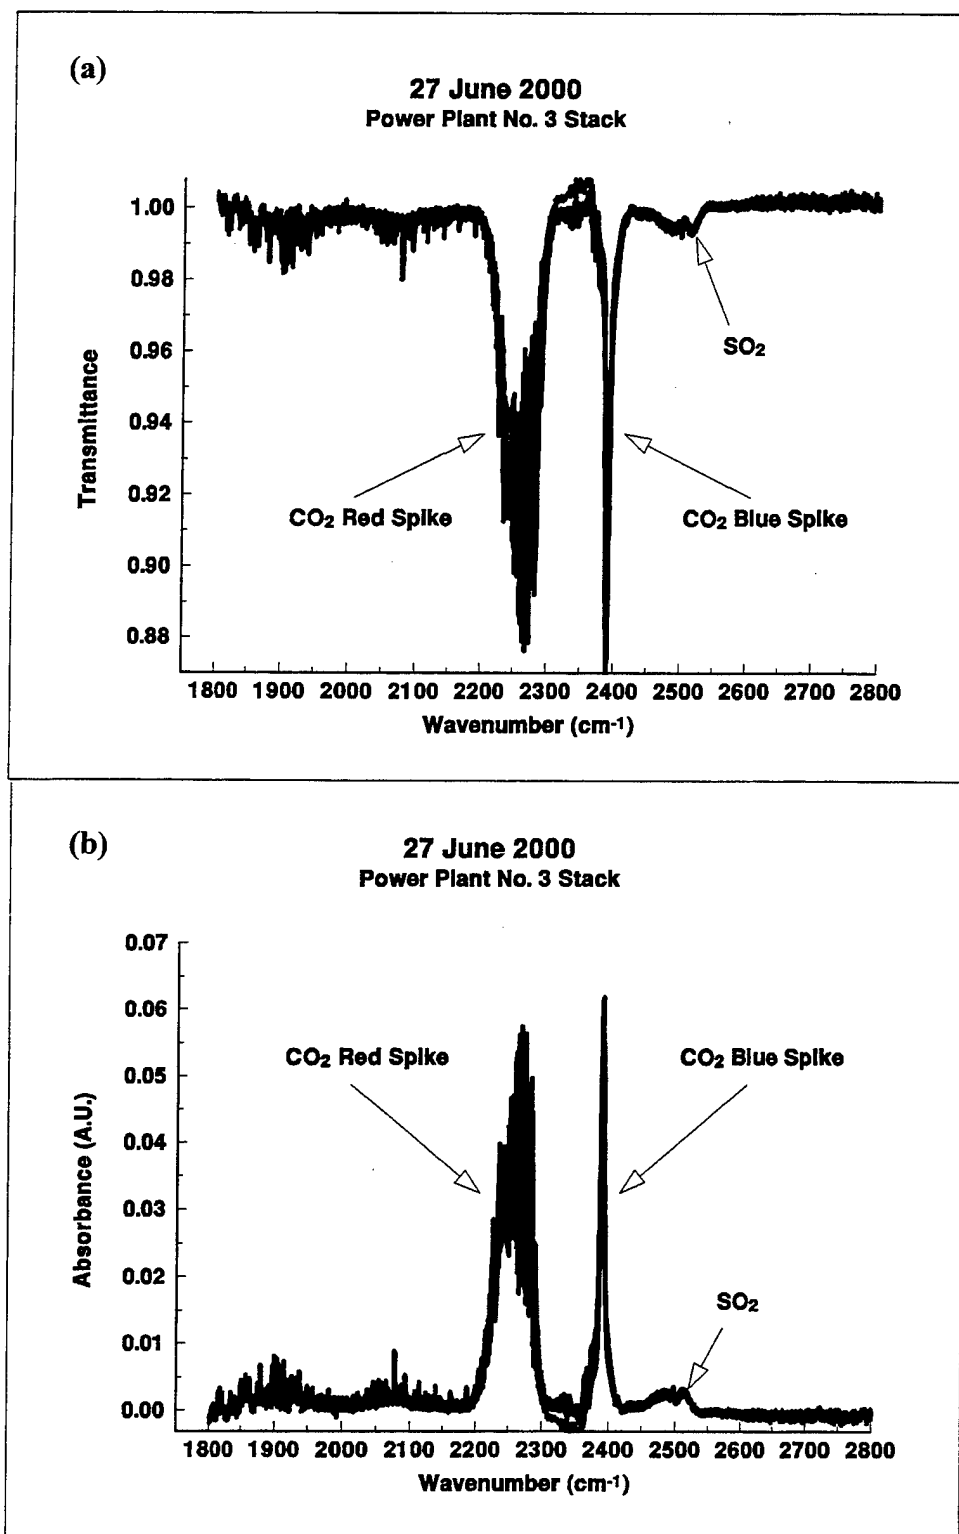 (a)
27 June 2000
Power Plant No. 3 Stack
1.00
0.98
0.96
0.94
0.92
0.90
0.88
Transmittance
SO₂
CO₂ Red Spike
CO₂ Blue Spike
1800 1900 2000 2100 2200 2300 2400 2500 2600 2700 2800
Wavenumber (cm⁻¹)
(b)
27 June 2000
Power Plant No. 3 Stack
0.07
0.06
0.05
0.04
0.03
0.02
0.01
0.00
Absorbance (A.U.)
CO₂ Red Spike
CO₂ Blue Spike
SO₂
1800 1900 2000 2100 2200 2300 2400 2500 2600 2700 2800
Wavenumber (cm⁻¹)